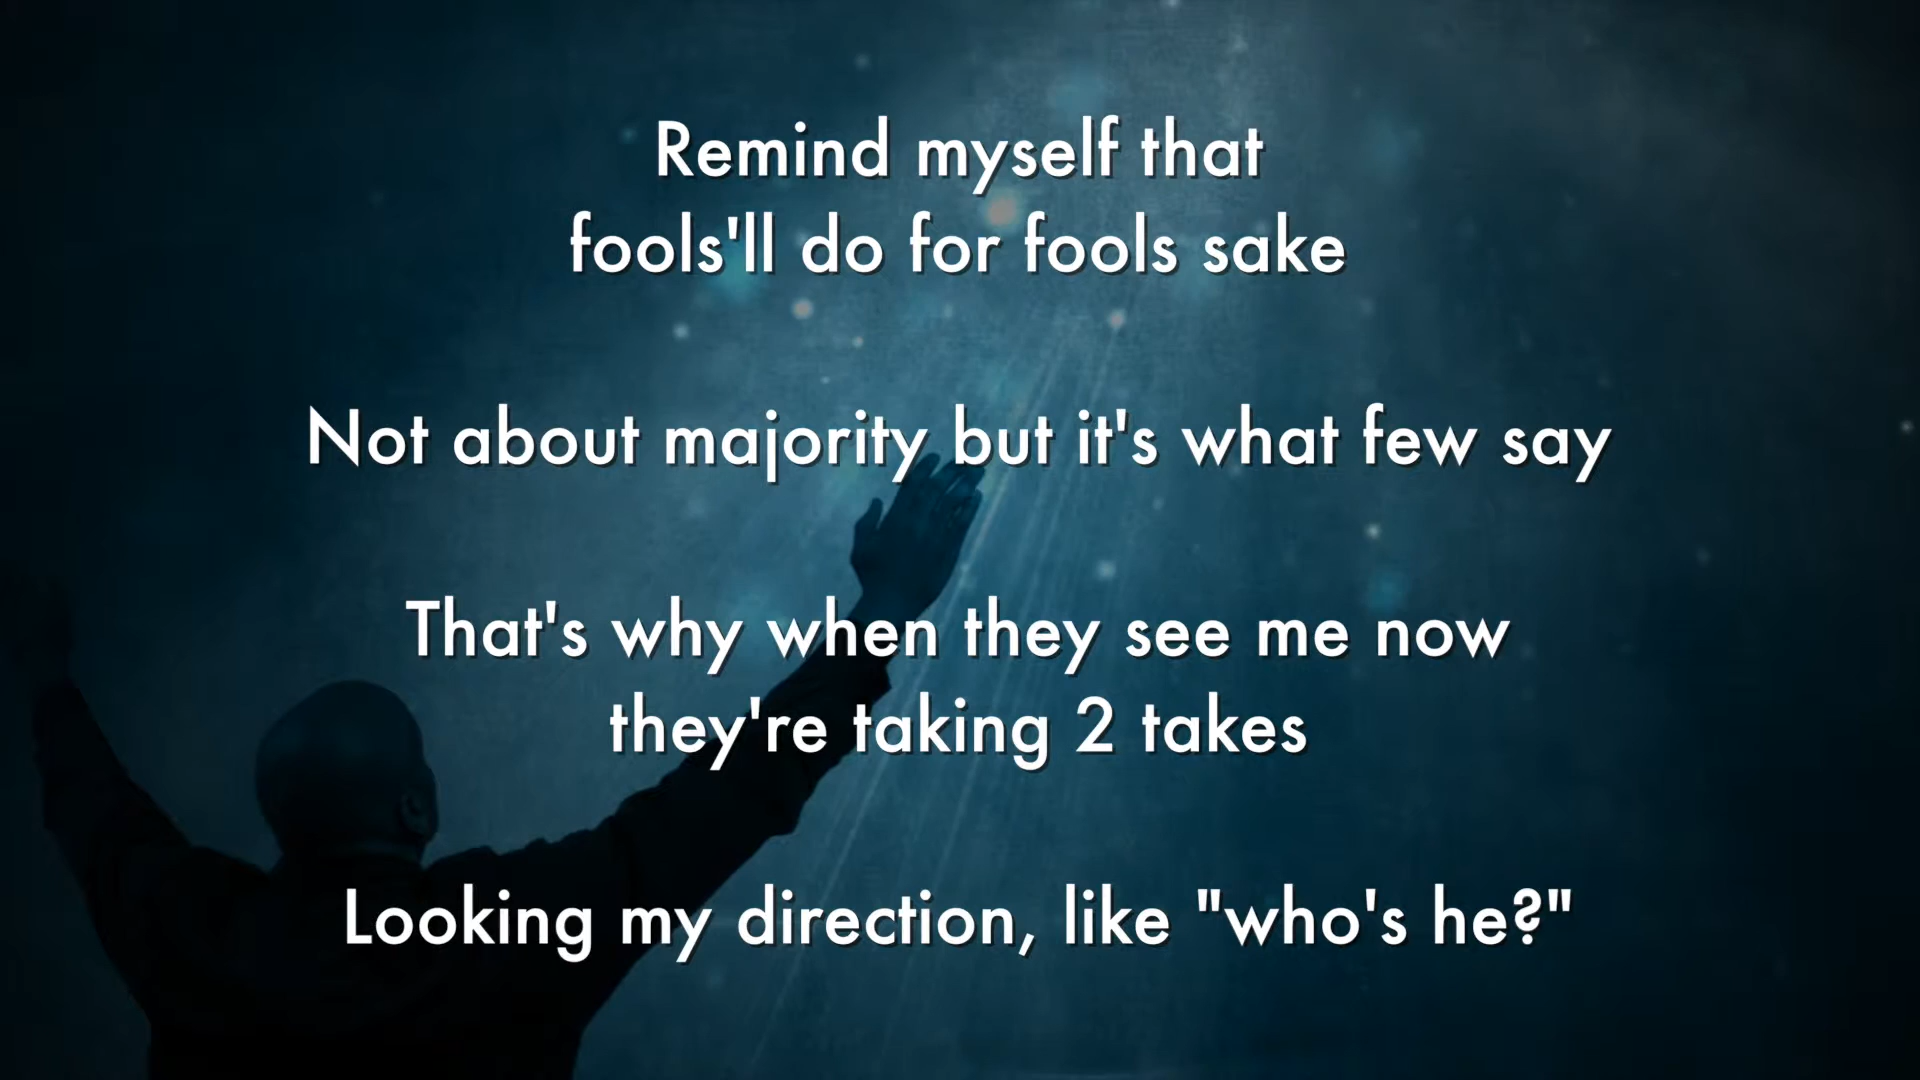 Remind myself that
fools'll do for fools sake
Not about majority but it's what few say
That's why when they see me now
they're taking 2 takes
Looking my direction, like "who's he?"